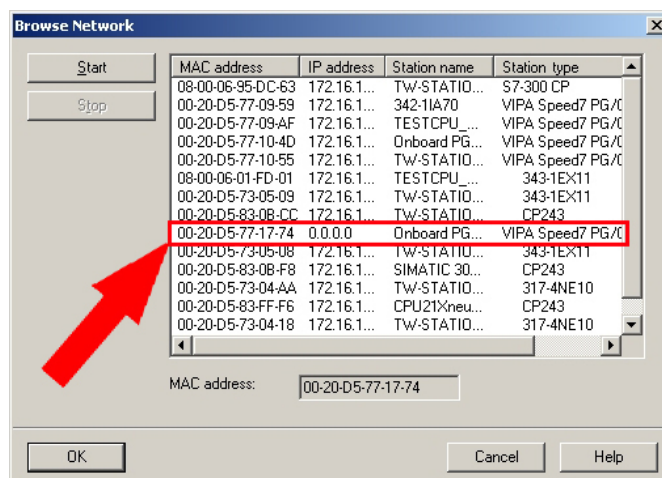 Browse Network
Start
Stop
MAC address IP address Station name Station type
08-00-06-95-DC-63 172.16.1... TW-STATIO... S7-300 CP
00-20-D5-77-09-59 172.16.1... 342-1IA70 VIPA Speed7 PG/
00-20-D5-77-09-AF 172.16.1... TESTCPU_... VIPA Speed7 PG/
00-20-D5-77-10-4D 172.16.1... Onboard PG... VIPA Speed7 PG/
00-20-D5-77-10-55 172.16.1... TW-STATIO... VIPA Speed7 PG/
08-00-06-01-FD-01 172.16.1... TESTCPU_... 343-1EX11
00-20-D5-73-05-09 172.16.1... TW-STATIO... 343-1EX11
00-20-D5-83-0B-CC 172.16.1... TW-STATIO... CP243
00-20-D5-77-17-74 0.0.0.0 Onboard PG... VIPA Speed7 PG/
00-20-D5-73-05-08 172.16.1... TW-STATIO... 343-1EX11
00-20-D5-83-0B-F8 172.16.1... SIMATIC 30... CP243
00-20-D5-73-04-AA 172.16.1... TW-STATIO... 317-4NE10
00-20-D5-83-FF-F6 172.16.1... CPU21Xneu... CP243
00-20-D5-73-04-18 172.16.1... TW-STATIO... 317-4NE10
MAC address: 00-20-D5-77-17-74
OK Cancel Help